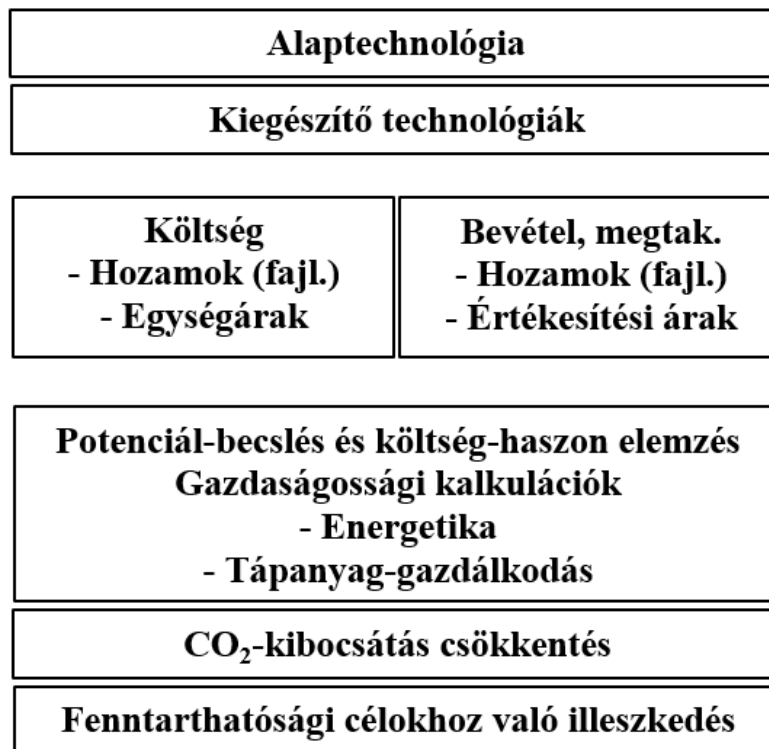 Alaptechnológia
Kiegészítő technológiák
Költség
- Hozamok (fajl.)
- Egységárak
Bevétel, megtak.
- Hozamok (fajl.)
- Értékesítési árak
Potenciál-becslés és költség-haszon elemzés
Gazdaságossági kalkulációk
- Energetika
- Tápanyag-gazdálkodás
CO₂-kibocsátás csökkentés
Fenntarthatósági célokhoz való illeszkedés